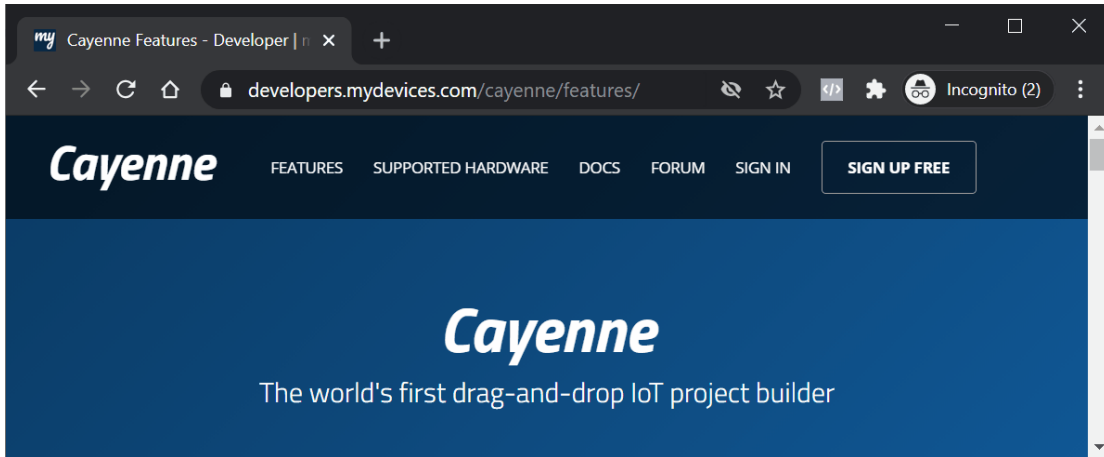 my Cayenne Features - Developer |
developers.mydevices.com/cayenne/features/
Incognito (2)
Cayenne
FEATURES SUPPORTED HARDWARE DOCS FORUM SIGN IN SIGN UP FREE
Cayenne
The world's first drag-and-drop IoT project builder